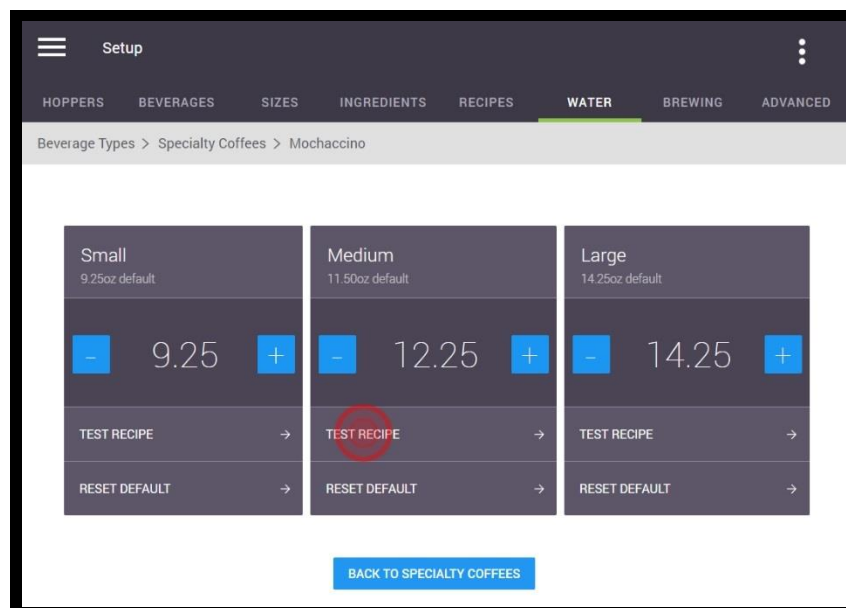 Setup
HOPPERS BEVERAGES SIZES INGREDIENTS RECIPES WATER BREWING ADVANCED
Beverage Types > Specialty Coffees > Mochaccino
Small
9.25oz default
- 9.25 +
TEST RECIPE →
RESET DEFAULT →
Medium
11.50oz default
- 12.25 +
TEST RECIPE →
RESET DEFAULT →
Large
14.25oz default
- 14.25 +
TEST RECIPE →
RESET DEFAULT →
BACK TO SPECIALTY COFFEES